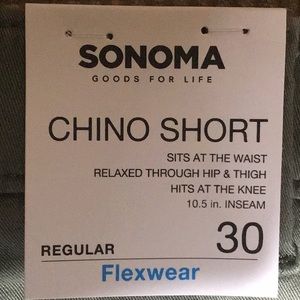 SONOMA
GOODS FOR LIFE
CHINO SHORT
SITS AT THE WAIST
RELAXED THROUGH HIP & THIGH
HITS AT THE KNEE
10.5 in. INSEAM
REGULAR 30
Flexwear